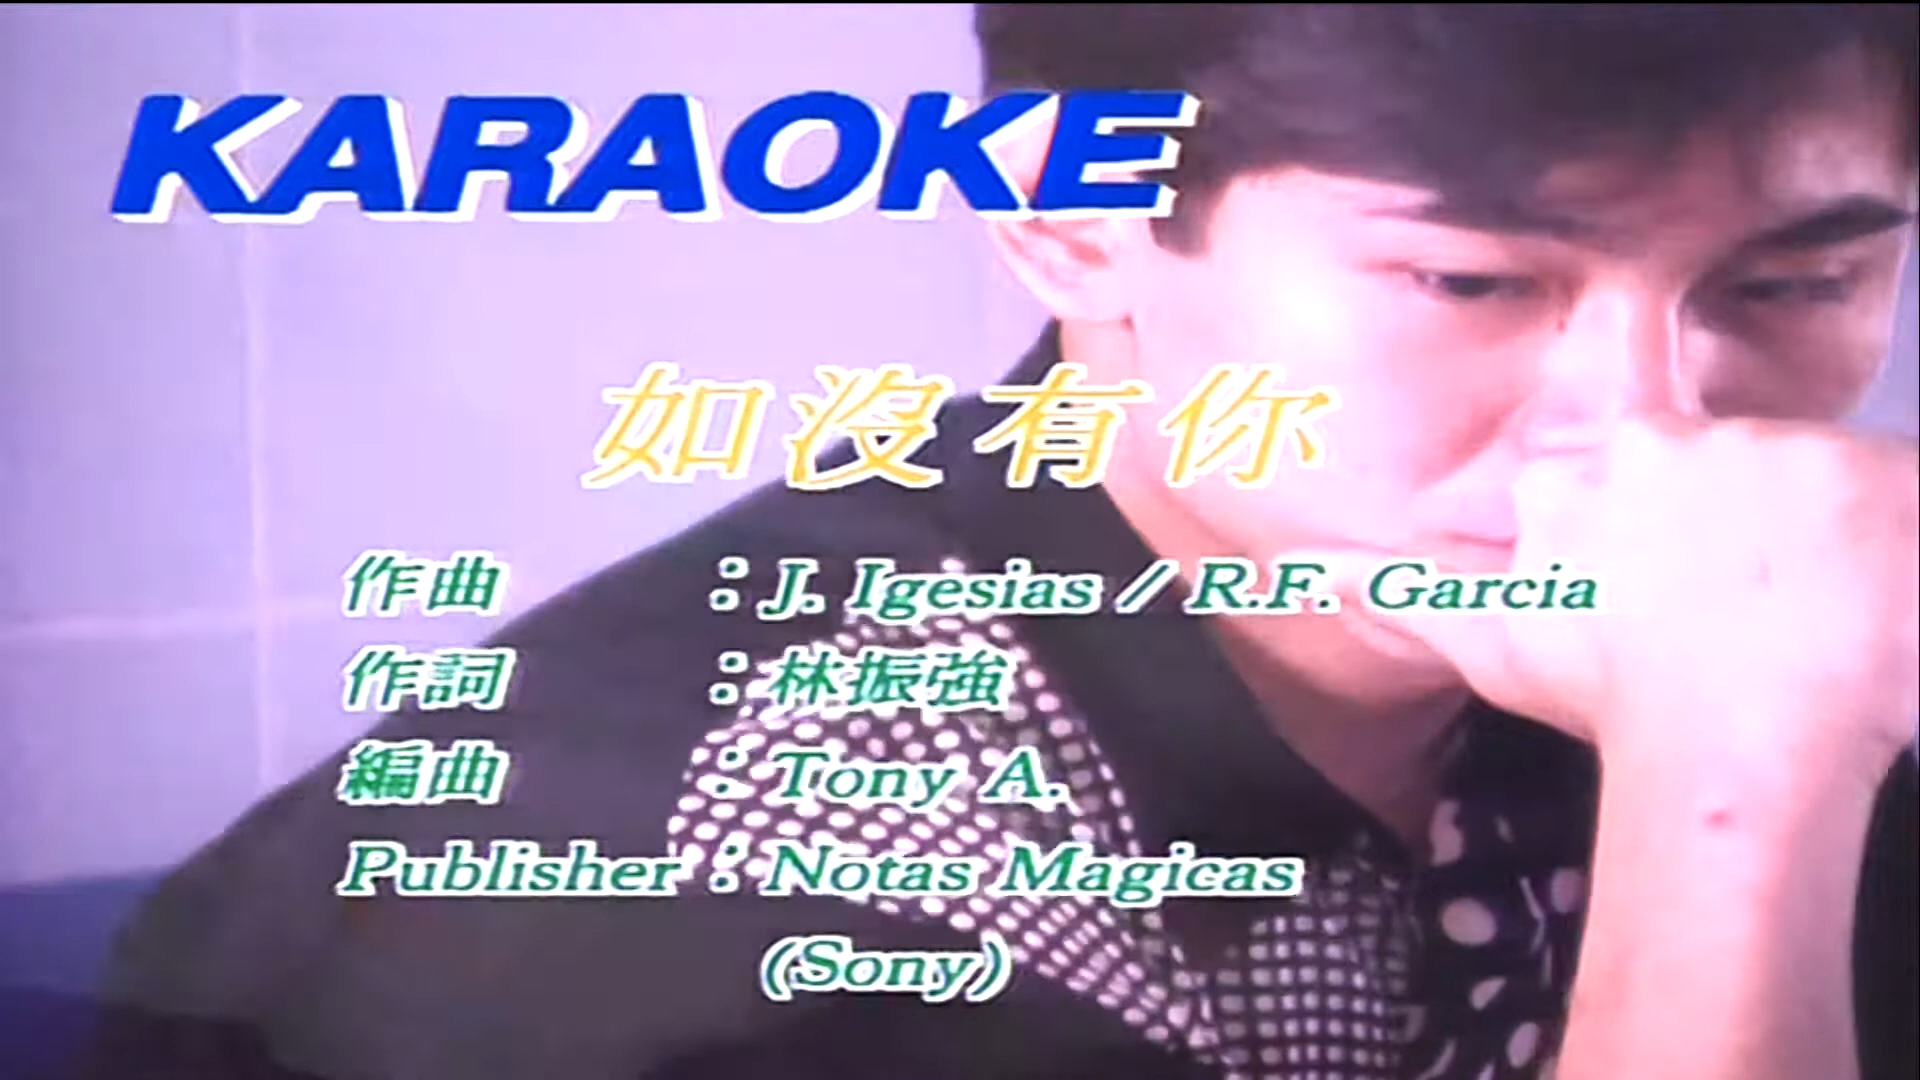 KARAOKE
如沒有你
作曲 : J. Igesias / R.F. Garcia
作詞 : 林振強
編曲 : Tony A.
Publisher : Notas Magicas
(Sony)